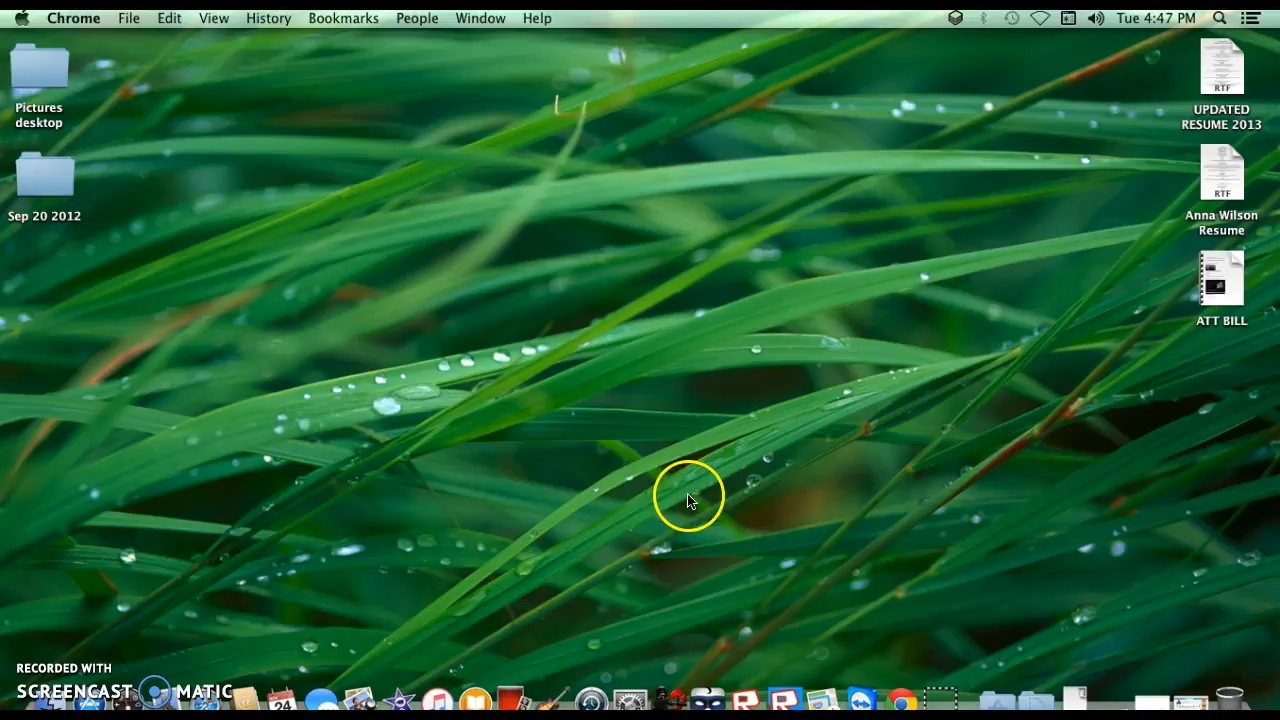 Chrome File Edit View History Bookmarks People Window Help Tue 4:47 PM
Pictures
desktop
Sep 20 2012
RTF
UPDATED
RESUME 2013
RTF
Anna Wilson
Resume
ATT BILL
RECORDED WITH
SCREENCAST MATIC
24